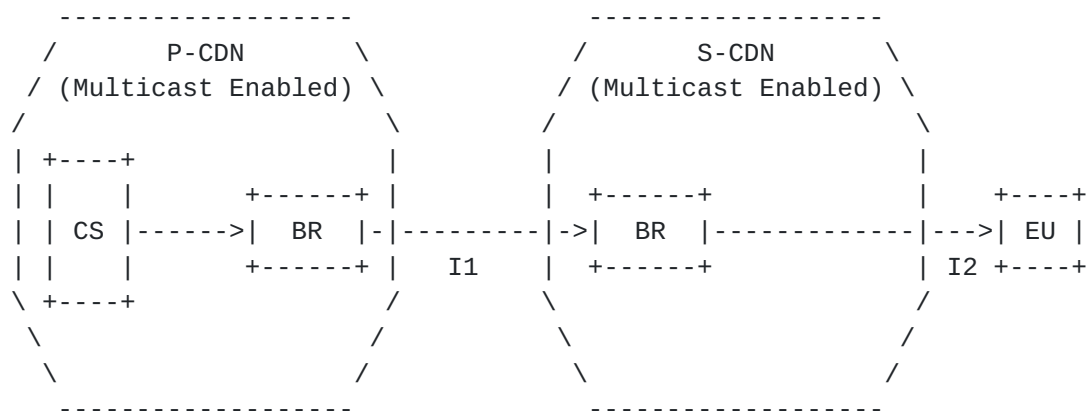 P-CDN S-CDN
(Multicast Enabled) (Multicast Enabled)
CS BR BR EU
I1 I2